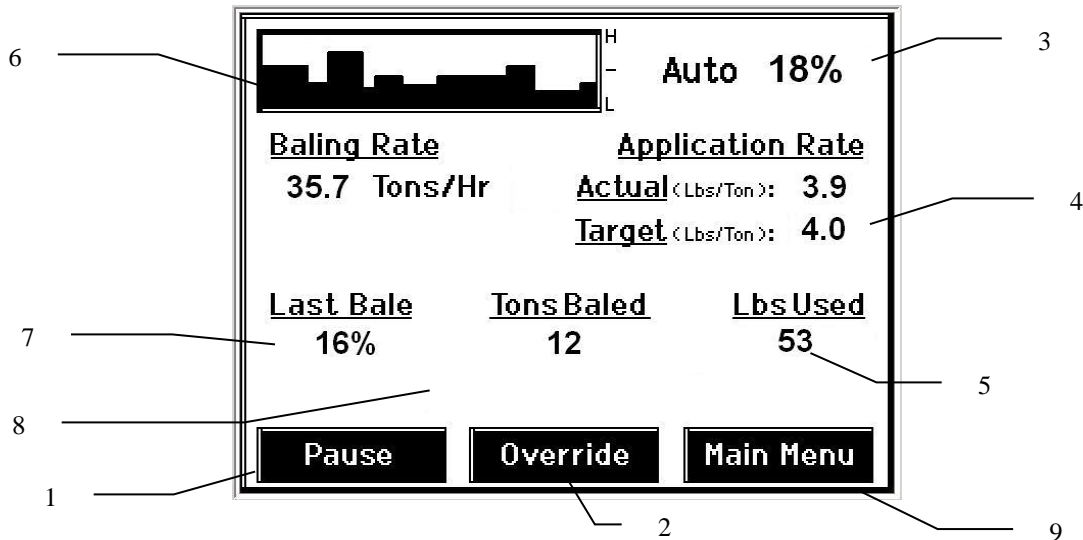 H
6
3
Auto 18%
–
L
Baling Rate
Application Rate
35.7 Tons/Hr
Actual (Lbs/Ton): 3.9
4
Target (Lbs/Ton): 4.0
Last Bale
Tons Baled
Lbs Used
7
16%
12
53
5
8
Pause
Override
Main Menu
1
2
9